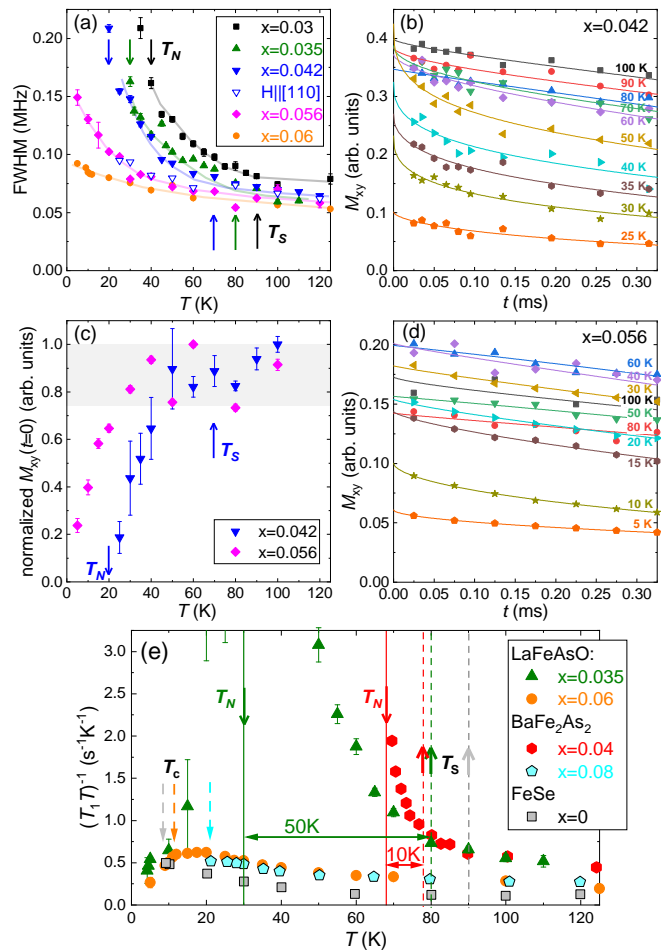 (a)
T_N
x=0.03
x=0.035
x=0.042
H||[110]
x=0.056
x=0.06
T_S
FWHM (MHz)
0.20
0.15
0.10
0.05
0.00
0 20 40 60 80 100 120
T (K)
(b) x=0.042
100 K
90 K
80 K
70 K
60 K
50 K
40 K
35 K
30 K
25 K
M_xy (arb. units)
0.4
0.3
0.2
0.1
0.0
0.00 0.05 0.10 0.15 0.20 0.25 0.30
t (ms)
(c)
T_S
T_N
x=0.042
x=0.056
normalized M_xy(t=0) (arb. units)
1.0
0.8
0.6
0.4
0.2
0.0
0 20 40 60 80 100 120
T (K)
(d) x=0.056
60 K
40 K
30 K
100 K
50 K
80 K
20 K
15 K
10 K
5 K
M_xy (arb. units)
0.20
0.15
0.10
0.05
0.00
0.00 0.05 0.10 0.15 0.20 0.25 0.30
t (ms)
(e)
T_N
T_N
T_c
T_S
50K
10K
LaFeAsO:
x=0.035
x=0.06
BaFe₂As₂
x=0.04
x=0.08
FeSe
x=0
(T₁T)⁻¹ (s⁻¹K⁻¹)
3.0
2.5
2.0
1.5
1.0
0.5
0.0
0 20 40 60 80 100 120
T (K)